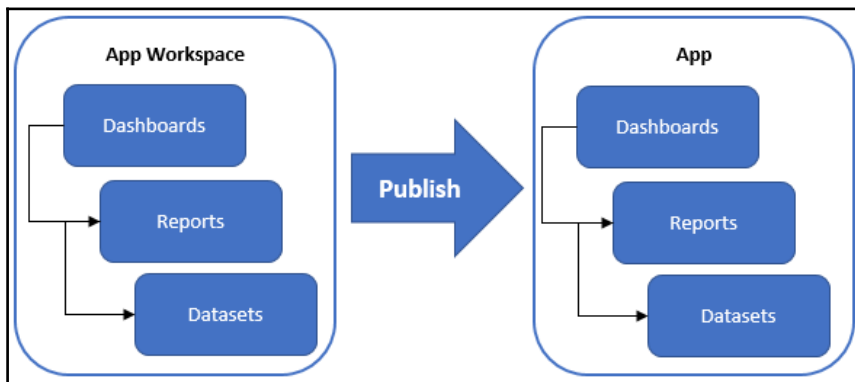 App Workspace
Dashboards
Reports
Datasets
Publish
App
Dashboards
Reports
Datasets